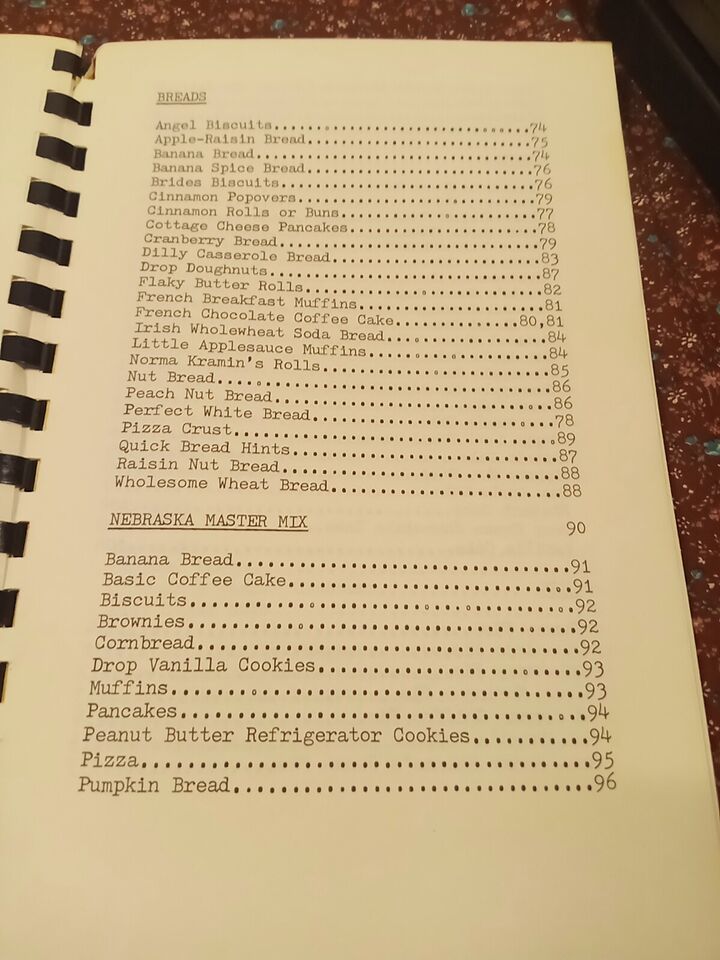 BREADS
Angel Biscuits..................................74
Apple-Raisin Bread..............................75
Banana Bread....................................74
Banana Spice Bread..............................76
Brides Biscuits.................................76
Cinnamon Popovers...............................79
Cinnamon Rolls or Buns..........................77
Cottage Cheese Pancakes.........................78
Cranberry Bread.................................79
Dilly Casserole Bread...........................83
Drop Doughnuts..................................87
Flaky Butter Rolls..............................82
French Breakfast Muffins........................81
French Chocolate Coffee Cake...............80,81
Irish Wholewheat Soda Bread.....................84
Little Applesauce Muffins.......................84
Norma Kramin's Rolls............................85
Nut Bread.......................................86
Peach Nut Bread.................................86
Perfect White Bread.............................78
Pizza Crust.....................................89
Quick Bread Hints...............................87
Raisin Nut Bread................................88
Wholesome Wheat Bread...........................88
NEBRASKA MASTER MIX 90
Banana Bread....................................91
Basic Coffee Cake...............................91
Biscuits........................................92
Brownies........................................92
Cornbread.......................................92
Drop Vanilla Cookies............................93
Muffins.........................................93
Pancakes........................................94
Peanut Butter Refrigerator Cookies..........94
Pizza...........................................95
Pumpkin Bread...................................96